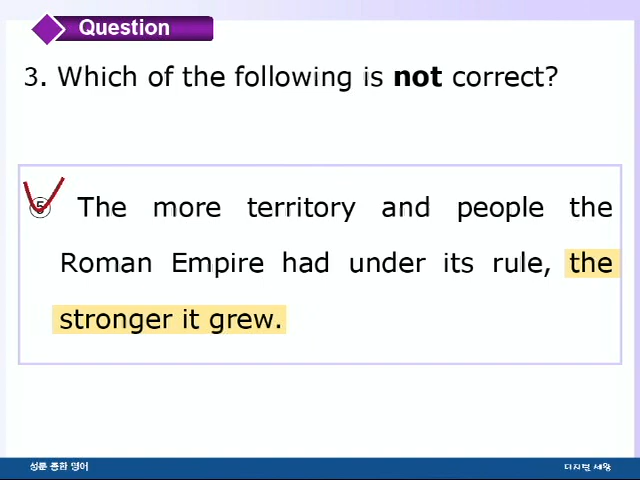 Question
3. Which of the following is not correct?
⑤ The more territory and people the
Roman Empire had under its rule, the
stronger it grew.
성문 종합 영어
디지털 세왕